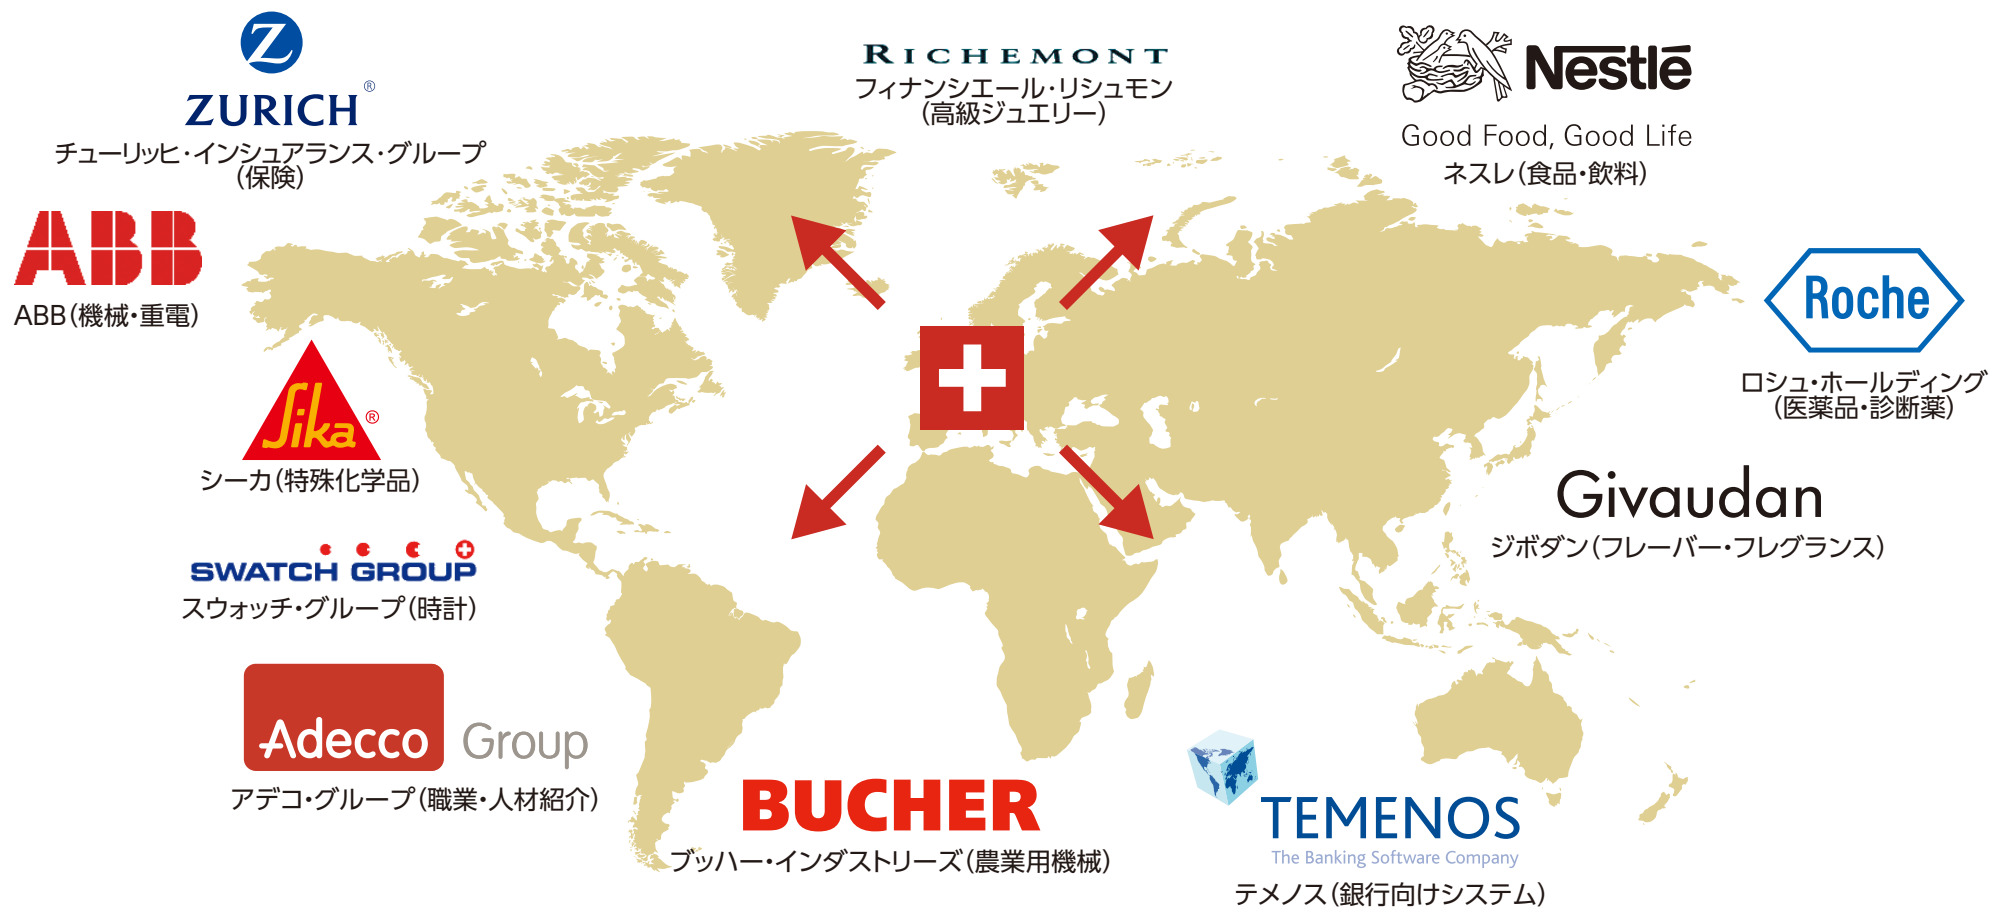 ZURICH®
チューリッヒ・インシュアランス・グループ
（保険）
RICHEMONT
フィナンシエール・リシュモン
（高級ジュエリー）
Nestlé
Good Food, Good Life
ネスレ（食品・飲料）
ABB
ABB（機械・重電）
Roche
ロシュ・ホールディング
（医薬品・診断薬）
Sika®
シーカ（特殊化学品）
Givaudan
ジボダン（フレーバー・フレグランス）
SWATCH GROUP
スウォッチ・グループ（時計）
Adecco Group
アデコ・グループ（職業・人材紹介）
BUCHER
ブッハー・インダストリーズ（農業用機械）
TEMENOS
The Banking Software Company
テメノス（銀行向けシステム）